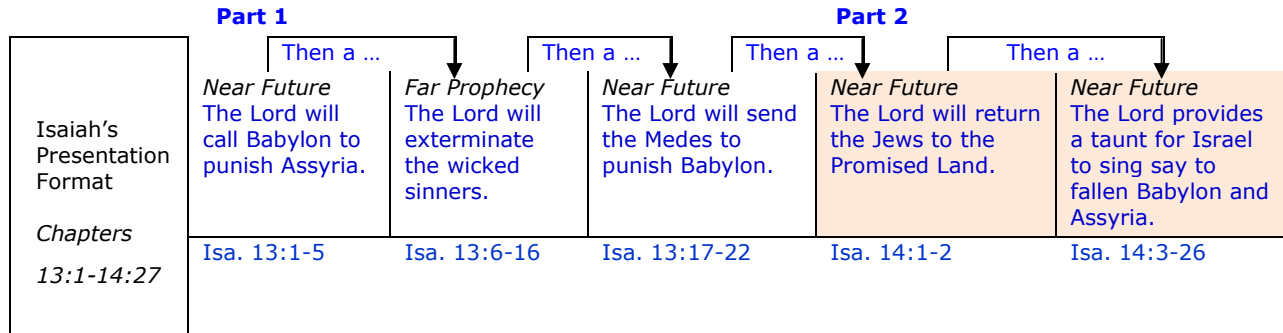 Part 1
Part 2
Then a …
Then a …
Then a …
Then a …
Isaiah's
Presentation
Format
Chapters
13:1-14:27
Near Future
The Lord will
call Babylon to
punish Assyria.
Isa. 13:1-5
Far Prophecy
The Lord will
exterminate
the wicked
sinners.
Isa. 13:6-16
Near Future
The Lord will send
the Medes to
punish Babylon.
Isa. 13:17-22
Near Future
The Lord will return
the Jews to the
Promised Land.
Isa. 14:1-2
Near Future
The Lord provides
a taunt for Israel
to sing say to
fallen Babylon and
Assyria.
Isa. 14:3-26